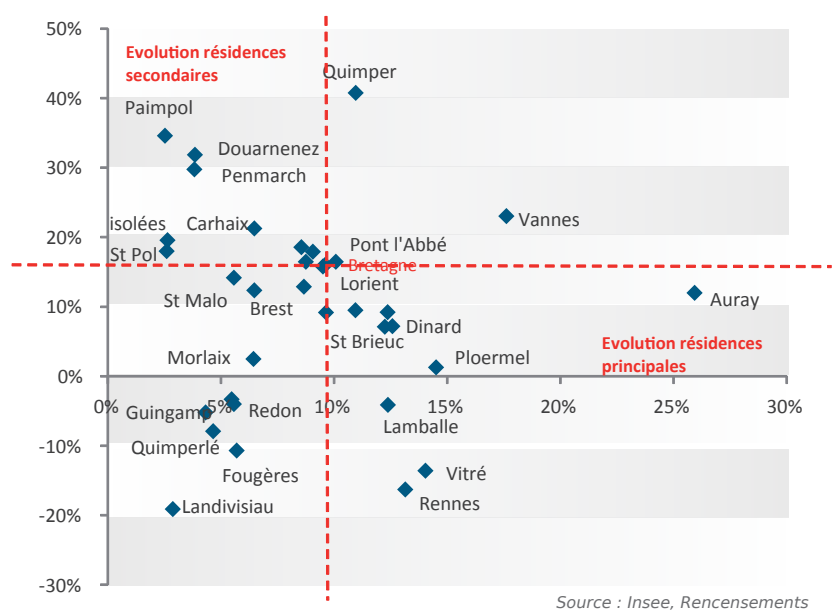 50%
Evolution résidences
secondaires
Quimper
40%
Paimpol
Douarnenez
30%
Penmarch
isolées
Carhaix
Vannes
20%
St Pol
Pont l'Abbé
Bretagne
Lorient
St Malo
Brest
Auray
10%
St Brieuc
Dinard
Morlaix
Ploermel
Evolution résidences
principales
0%
0%
5%
10%
15%
20%
25%
30%
Guingamp
Redon
Lamballe
-10%
Quimperlé
Fougères
Vitré
Rennes
-20%
Landivisiau
-30%
Source : Insee, Rencensements